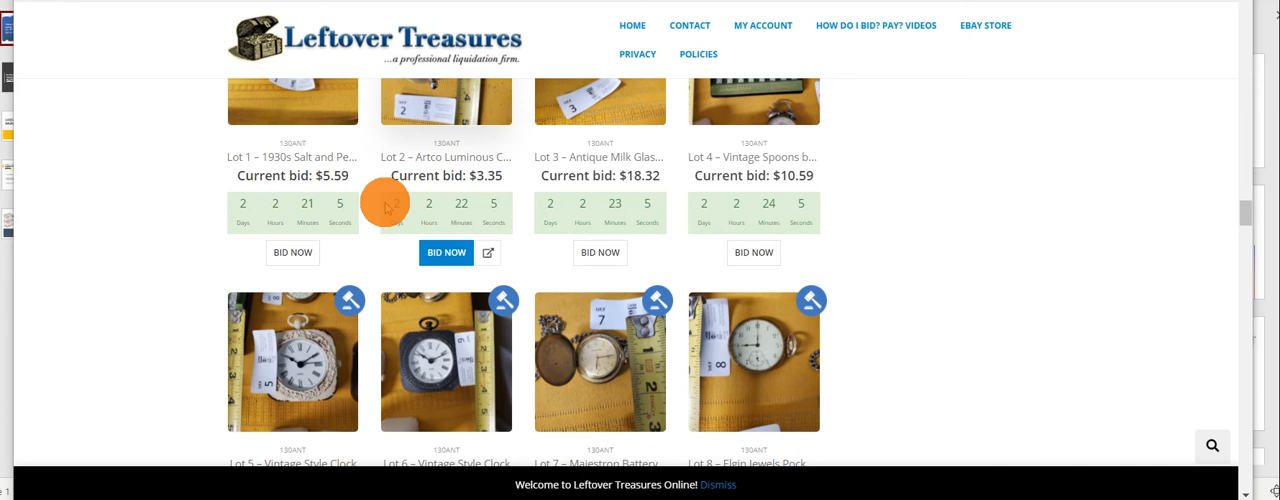 Leftover Treasures
...a professional liquidation firm.
HOME CONTACT MY ACCOUNT HOW DO I BID? PAY? VIDEOS EBAY STORE
PRIVACY POLICIES
2 3
130ANT 130ANT 130ANT 130ANT
Lot 1 – 1930s Salt and Pe... Lot 2 – Artco Luminous C... Lot 3 – Antique Milk Glas... Lot 4 – Vintage Spoons b...
Current bid: $5.59 Current bid: $3.35 Current bid: $18.32 Current bid: $10.59
2 2 21 5 2 2 22 5 2 2 23 5 2 2 24 5
Days Hours Minutes Seconds Days Hours Minutes Seconds Days Hours Minutes Seconds Days Hours Minutes Seconds
BID NOW BID NOW BID NOW BID NOW
5 6 7 8
130ANT 130ANT 130ANT 130ANT
Lot 5 – Vintage Style Clock Lot 6 – Vintage Style Clock Lot 7 – Majestron Battery Lot 8 – Elgin Jewels Pock
Welcome to Leftover Treasures Online! Dismiss